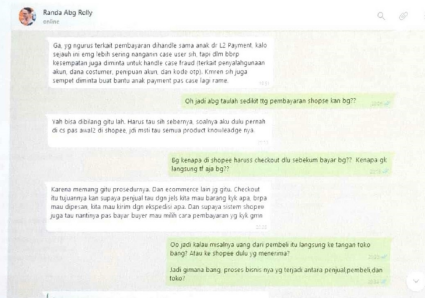 Randa Abg Rolly
online
Ga, yg ngurus terkait pembayaran dihandle sama anak dr L2 Payment. kalo
sejauh ini emg lebih sering nanganin case user sih, tapi dlm bbrp
kesempatan juga diminta untuk handle case fraud (terkait penyalahgunaan
akun, dana costumer, penipuan akun, dan kode otp). Kmren sih juga
sempet diminta buat bantu anak payment pas case lagi rame.
Oh jadi abg taulah sedikit ttg pembayaran shopee kan bg??
Yah bisa dibilang gitu lah. Harus tau sih sebernya, soalnya aku dulu pernah
di cs pas awal2 di shopee, jdi msti tau semua product knowleadge nya.
Bg kenapa di shopee haruss checkout dlu sebekum bayar bg?? Kenapa gk
langsung tf aja bg??
Karena memang gitu prosedurnya. Dan ecommerce lain jg gitu. Checkout
itu tujuannya kan supaya penjual tau dgn jels kita mau barang kyk apa, brpa
mau dipesan, kita mau kirim dgn ekspedisi apa. Dan supaya sistem shopee
juga tau nantinya pas bayar buyer mau milih cara pembayaran yg kyk gmn
Oo jadi kalau misalnya uang dari pembeli itu langsung ke tangan toko
bang? Atau ke shopee dulu yg menerima?
Jadi gimana bang, proses bisnis nya yg terjadi antara penjual,pembeli,dan
toko?